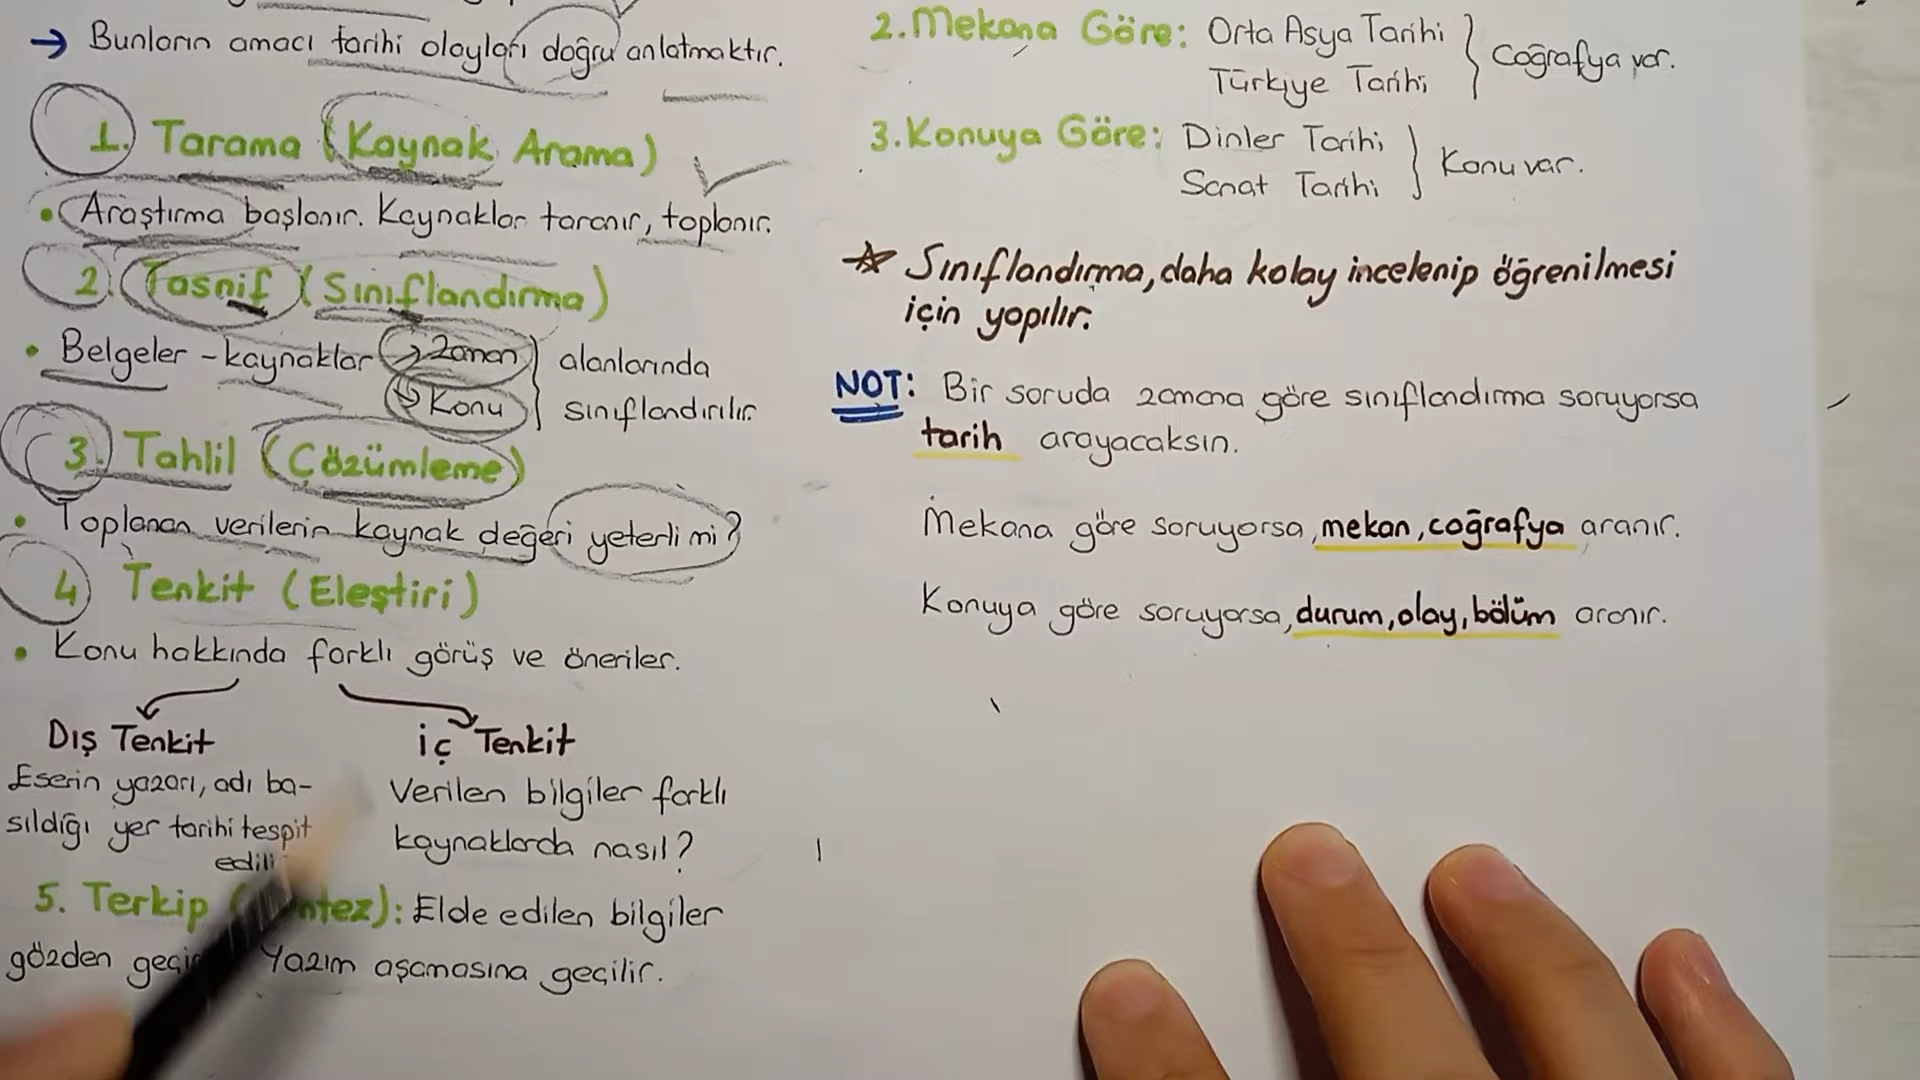 → Bunların amacı tarihi olayları doğru anlatmaktır.
1. Tarama (Kaynak Arama)
• Araştırma başlanır. Kaynaklar taranır, toplanır.
2. Tasnif (Sınıflandırma)
• Belgeler - kaynaklar → Zaman
↳ Konu
} alanlarında
sınıflandırılır.
3. Tahlil (Çözümleme)
• Toplanan verilerin kaynak değeri yeterli mi?
4 Tenkit (Eleştiri)
• Konu hakkında farklı görüş ve öneriler.
Dış Tenkit
Eserin yazarı, adı ba-
sıldığı yer tarihi tespit
İç Tenkit
Verilen bilgiler farklı
kaynaklarda nasıl?
5. Terkip Elde edilen bilgiler
gözden Yazım aşamasına geçilir.
2. Mekana Göre: Orta Asya Tarihi
Türkiye Tarihi
} Coğrafya var.
3. Konuya Göre: Dinler Tarihi
Sanat Tarihi
} Konu var.
☆ Sınıflandırma, daha kolay incelenip öğrenilmesi
için yapılır.
NOT: Bir soruda zamana göre sınıflandırma soruyorsa
tarih arayacaksın.
Mekana göre soruyorsa, mekan, coğrafya aranır.
Konuya göre soruyorsa, durum, olay, bölüm aranır.